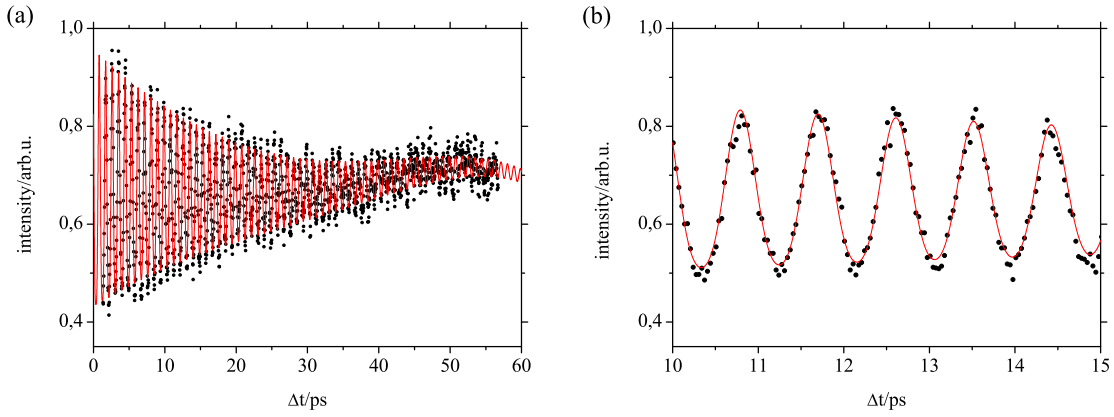 (a)
1,0
0,8
0,6
0,4
intensity/arb.u.
0 10 20 30 40 50 60
Δt/ps
(b)
1,0
0,8
0,6
0,4
intensity/arb.u.
10 11 12 13 14 15
Δt/ps